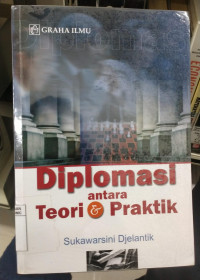 GRAHA ILMU
Diplomasi
antara
Teori & Praktik
Sukawarsini Djelantik